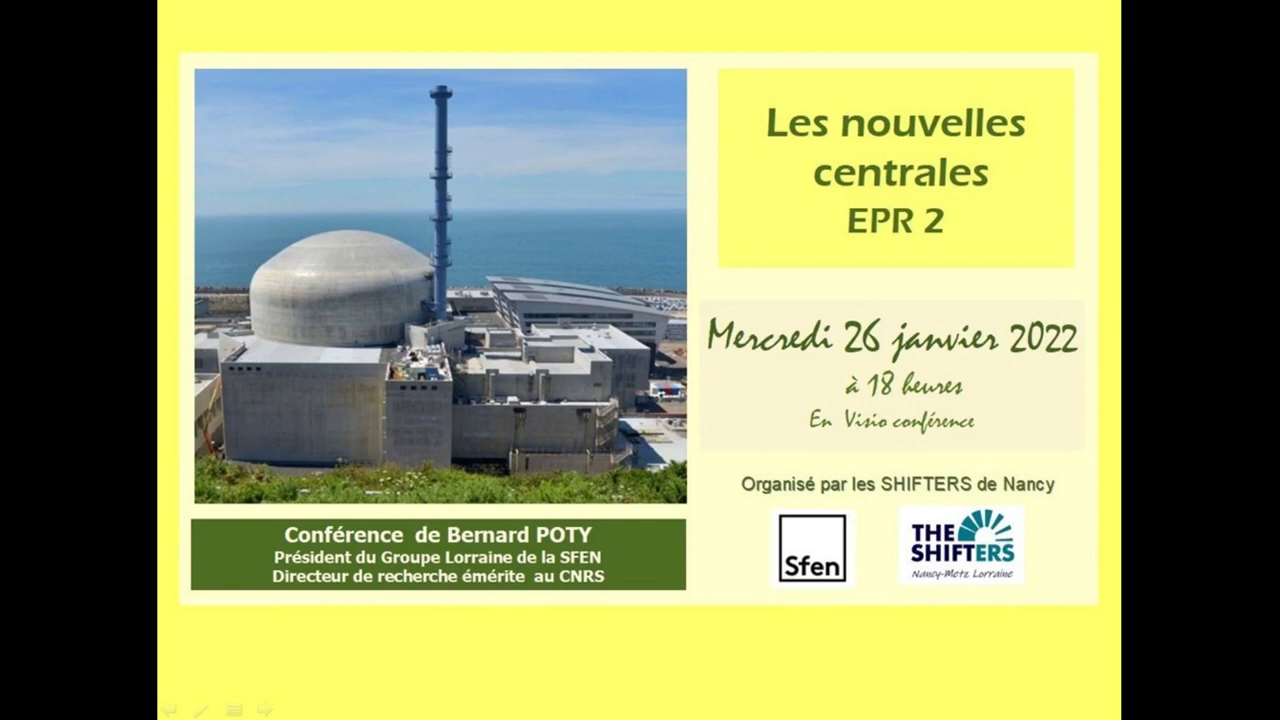 Les nouvelles
centrales
EPR 2
Mercredi 26 janvier 2022
à 18 heures
En Visio conférence
Organisé par les SHIFTERS de Nancy
Sfen
THE
SHIFTERS
Nancy-Metz Lorraine
Conférence de Bernard POTY
Président du Groupe Lorraine de la SFEN
Directeur de recherche émérite au CNRS